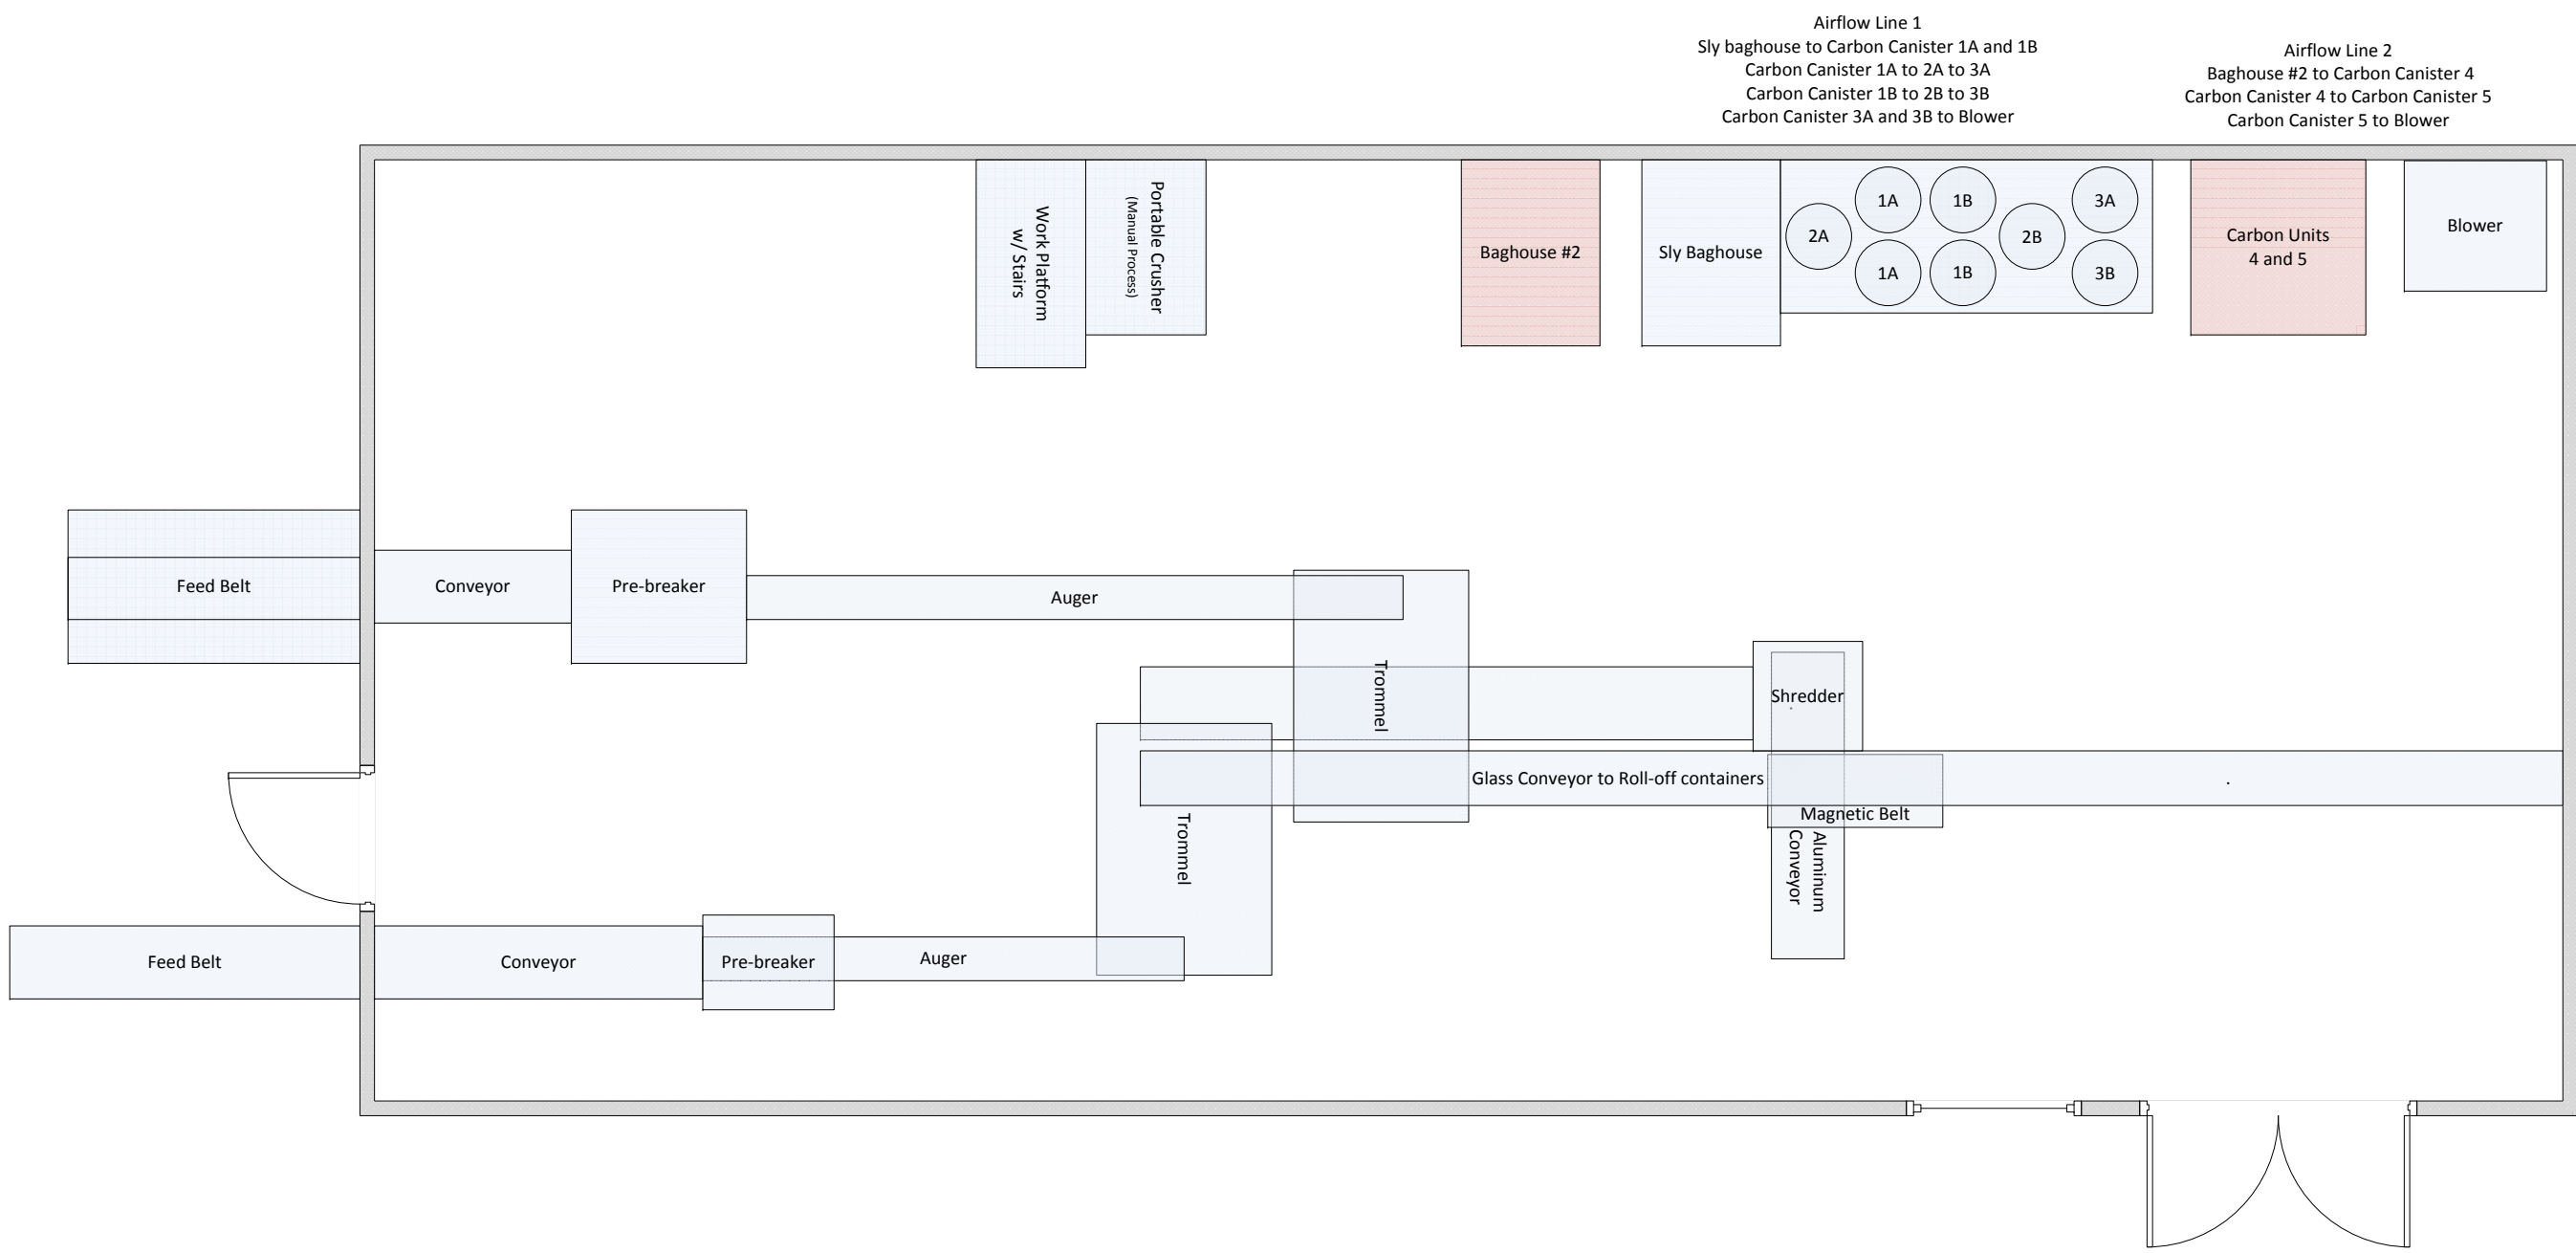 Airflow Line 1
Sly baghouse to Carbon Canister 1A and 1B
Carbon Canister 1A to 2A to 3A
Carbon Canister 1B to 2B to 3B
Carbon Canister 3A and 3B to Blower
Airflow Line 2
Baghouse #2 to Carbon Canister 4
Carbon Canister 4 to Carbon Canister 5
Carbon Canister 5 to Blower
Work Platform
w/ Stairs
Portable Crusher
(Manual Process)
Baghouse #2
Sly Baghouse
2A
1A
1A
1B
1B
2B
3A
3B
Carbon Units
4 and 5
Blower
Feed Belt
Conveyor
Pre-breaker
Auger
Trommel
Shredder
Glass Conveyor to Roll-off containers
Magnetic Belt
Aluminum
Conveyor
Trommel
Feed Belt
Conveyor
Pre-breaker
Auger